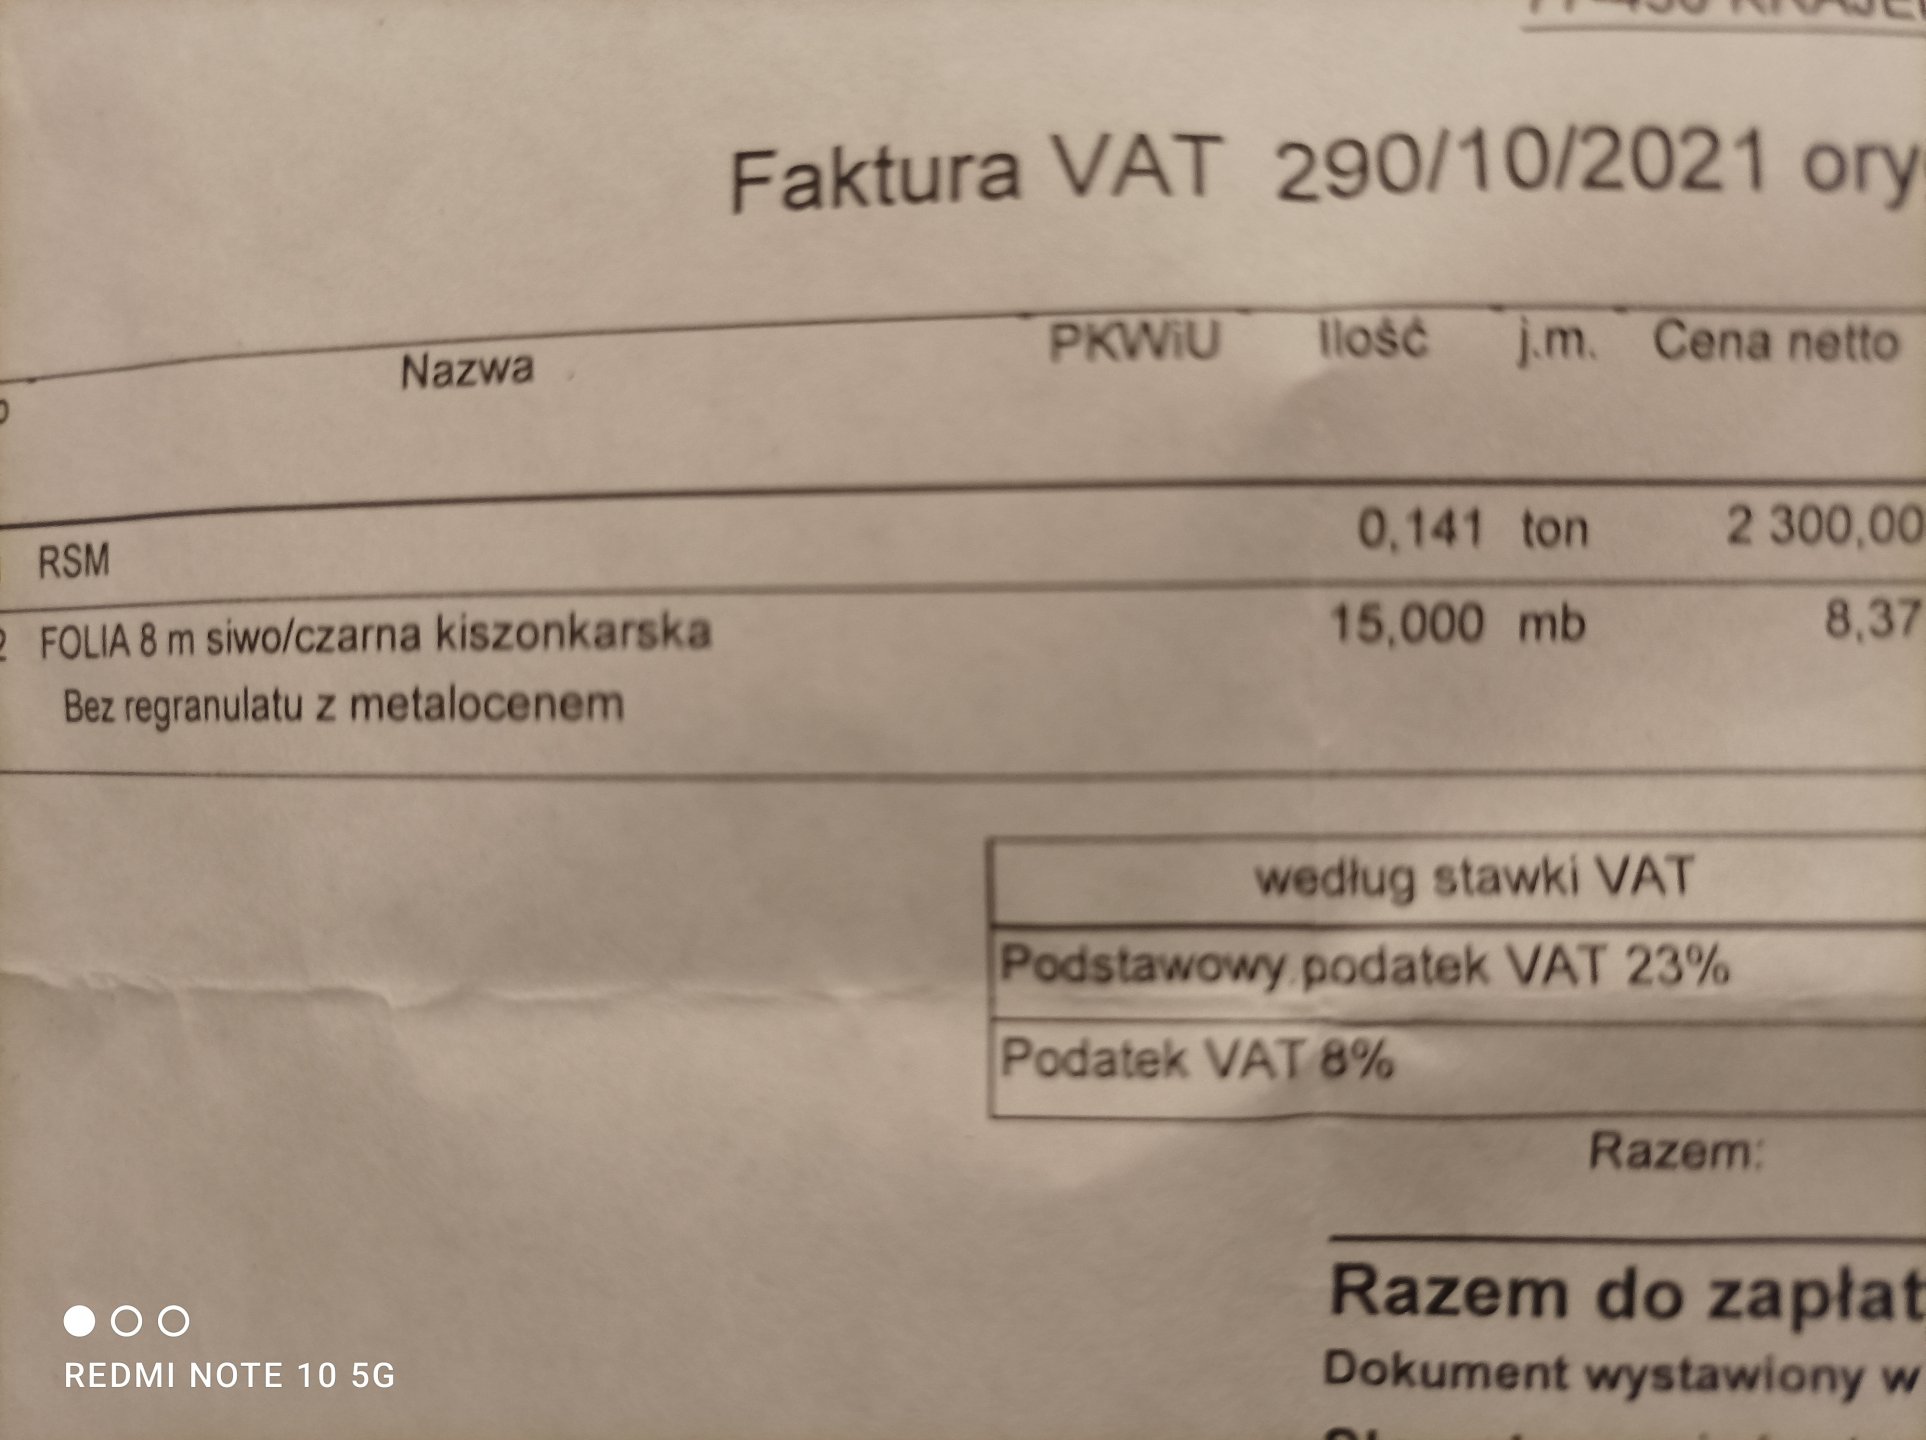 Faktura VAT 290/10/2021
Nazwa PKWiU Ilość j.m. Cena netto
RSM 0,141 ton 2 300,00
2 FOLIA 8 m siwo/czarna kiszonkarska 15,000 mb 8,37
Bez regranulatu z metalocenem
według stawki VAT
Podstawowy podatek VAT 23%
Podatek VAT 8%
Razem:
Razem do zapłat
Dokument wystawiony w
REDMI NOTE 10 5G